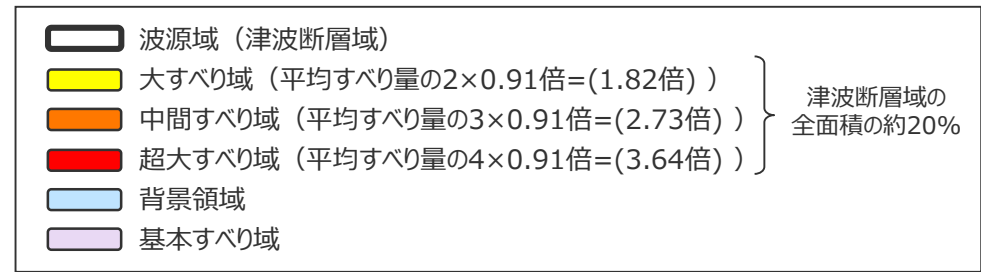 波源域（津波断層域）
大すべり域（平均すべり量の2×0.91倍=(1.82倍) ）
中間すべり域（平均すべり量の3×0.91倍=(2.73倍) ）
超大すべり域（平均すべり量の4×0.91倍=(3.64倍) ）
津波断層域の
全面積の約20%
背景領域
基本すべり域